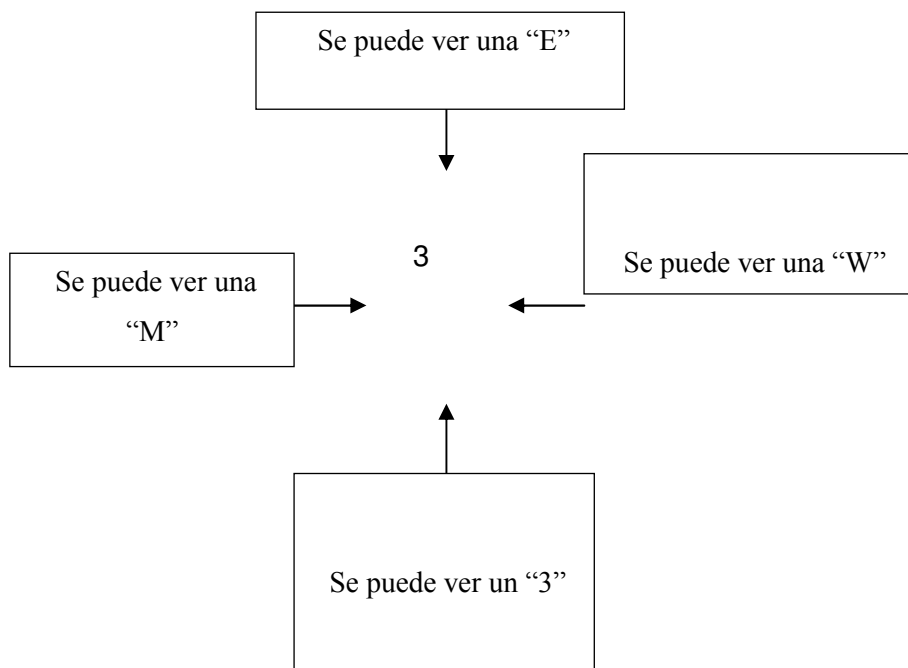 Se puede ver una “E”
3
Se puede ver una “W”
Se puede ver una
“M”
Se puede ver un “3”